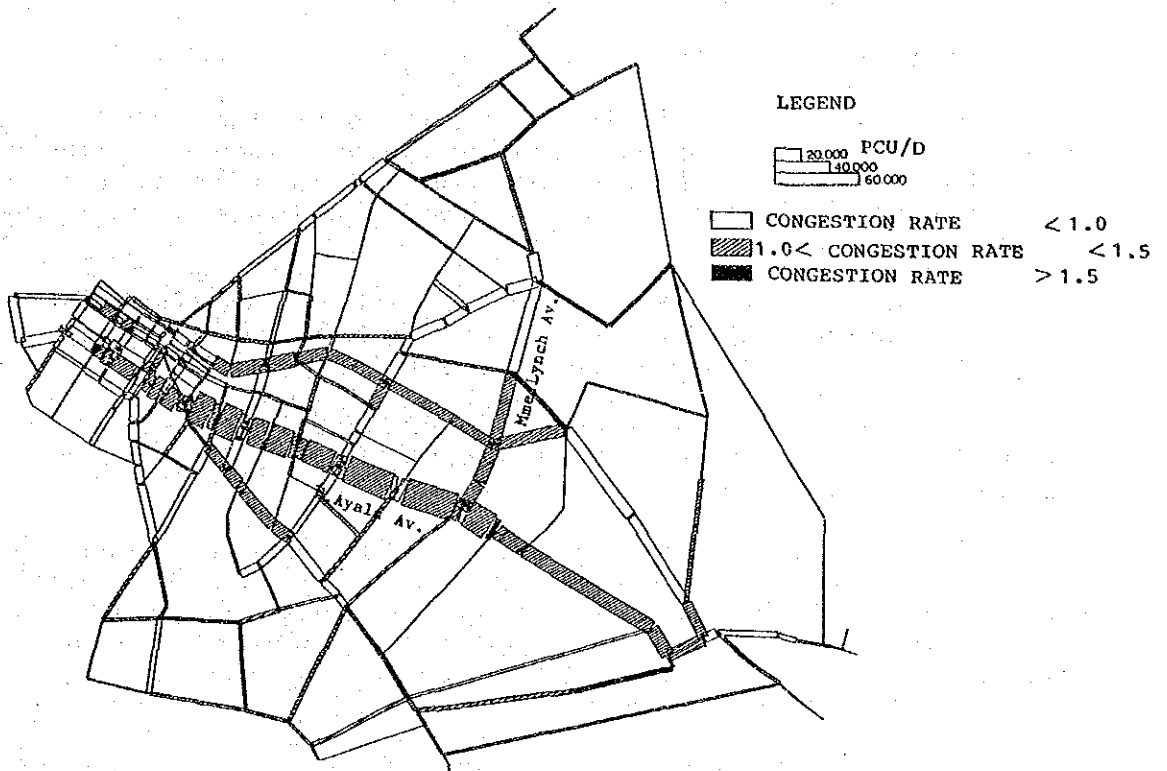 LEGEND
20.000 PCU/D
40.000
60.000
CONGESTION RATE <1.0
1.0< CONGESTION RATE <1.5
CONGESTION RATE >1.5
Mme Lynch Av.
Ayala Av.